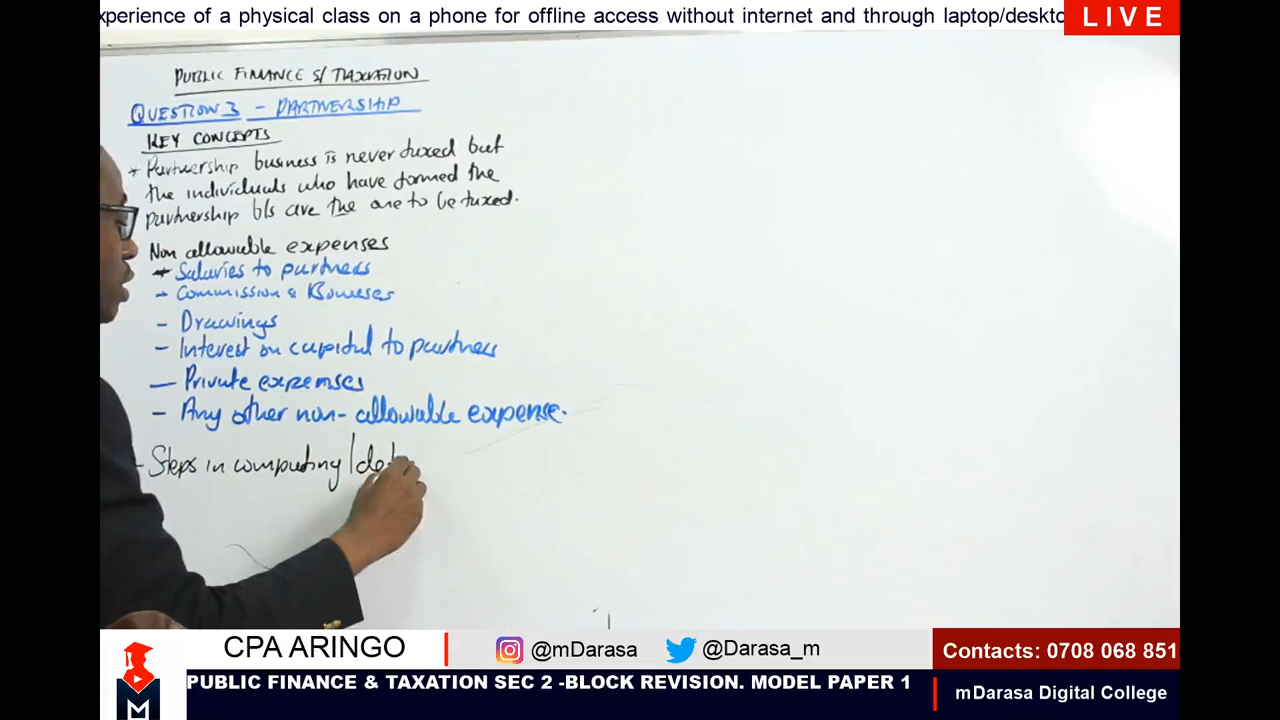 xperience of a physical class on a phone for offline access without internet and through laptop/deskto
LIVE
PUBLIC FINANCE S/ TAXATION
QUESTION 3 - PARTNERSHIP
KEY CONCEPTS
* Partnership business is never taxed but
the individuals who have formed the
partnership b/s are the one to be taxed.
Non allowable expenses
* Salaries to partners
- Commission & Bonuses
- Drawings
- Interest on capital to partners
- Private expenses
- Any other non-allowable expense.
- Steps in computing/det
CPA ARINGO
@mDarasa
@Darasa_m
Contacts: 0708 068 851
PUBLIC FINANCE & TAXATION SEC 2 -BLOCK REVISION. MODEL PAPER 1
mDarasa Digital College
M